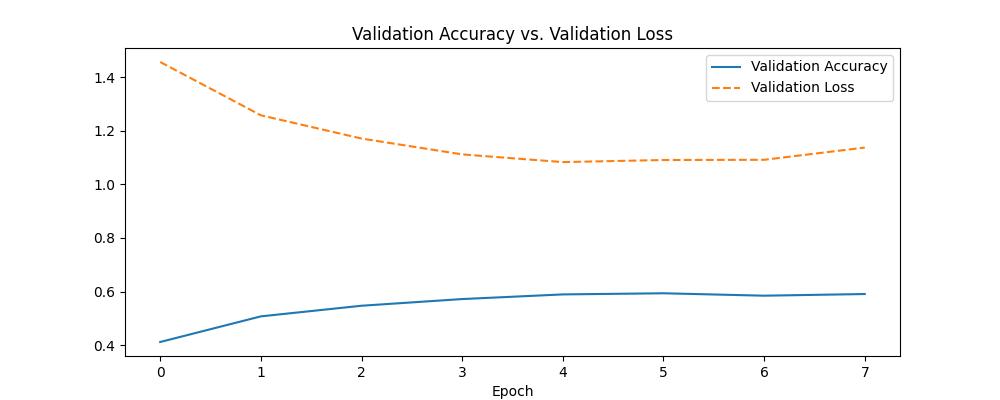 Validation Accuracy vs. Validation Loss
Validation Accuracy
Validation Loss
1.4
1.2
1.0
0.8
0.6
0.4
0 1 2 3 4 5 6 7
Epoch